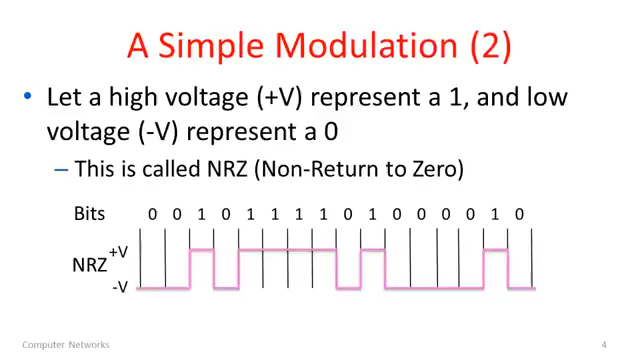 A Simple Modulation (2)
• Let a high voltage (+V) represent a 1, and low
voltage (-V) represent a 0
– This is called NRZ (Non-Return to Zero)
Bits 0 0 1 0 1 1 1 1 0 1 0 0 0 0 1 0
+V
NRZ
-V
Computer Networks 4